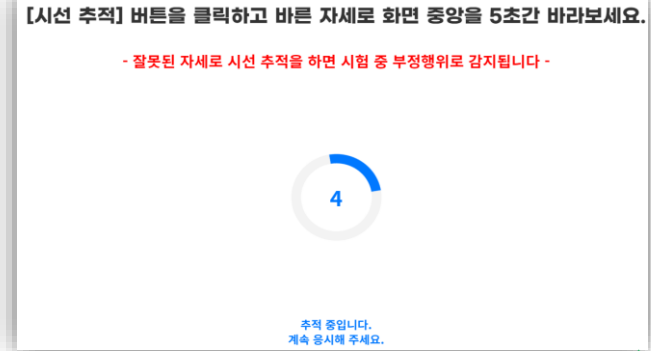 [시선 추적] 버튼을 클릭하고 바른 자세로 화면 중앙을 5초간 바라보세요.
- 잘못된 자세로 시선 추적을 하면 시험 중 부정행위로 감지됩니다 -
4
추적 중입니다.
계속 응시해 주세요.